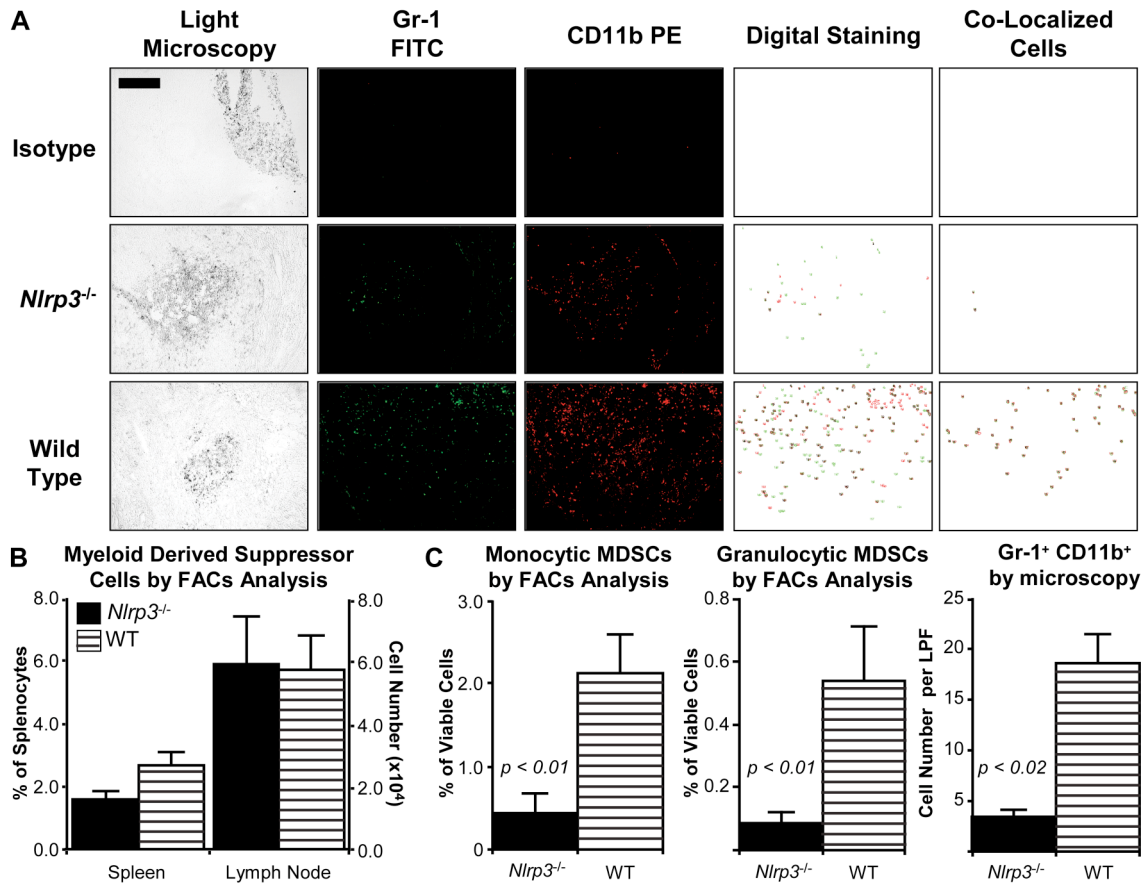 A
Light
Microscopy
Gr-1
FITC
CD11b PE
Digital Staining
Co-Localized
Cells
Isotype
Nlrp3-/-
Wild
Type
B
Myeloid Derived Suppressor
Cells by FACs Analysis
8.0
6.0
4.0
2.0
0.0
% of Splenocytes
Nlrp3-/-
WT
8.0
6.0
4.0
2.0
0.0
Cell Number (x10⁴)
Spleen
Lymph Node
C
Monocytic MDSCs
by FACs Analysis
3.0
2.0
1.0
0
% of Viable Cells
p < 0.01
Nlrp3-/-
WT
Granulocytic MDSCs
by FACs Analysis
0.8
0.6
0.4
0.2
% of Viable Cells
p < 0.01
Nlrp3-/-
WT
Gr-1⁺ CD11b⁺
by microscopy
25
20
15
10
5
Cell Number per LPF
p < 0.02
Nlrp3-/-
WT